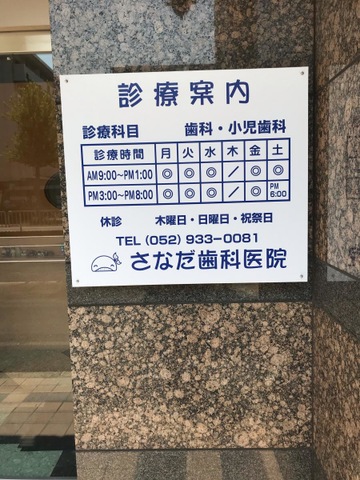 診療案内
診療科目 歯科・小児歯科
診療時間 月 火 水 木 金 土
AM9:00～PM1:00 ◎ ◎ ◎ ／ ◎ ◎
PM3:00～PM8:00 ◎ ◎ ◎ ／ ◎ PM6:00
休診 木曜日・日曜日・祝祭日
TEL (052) 933-0081
さなだ歯科医院